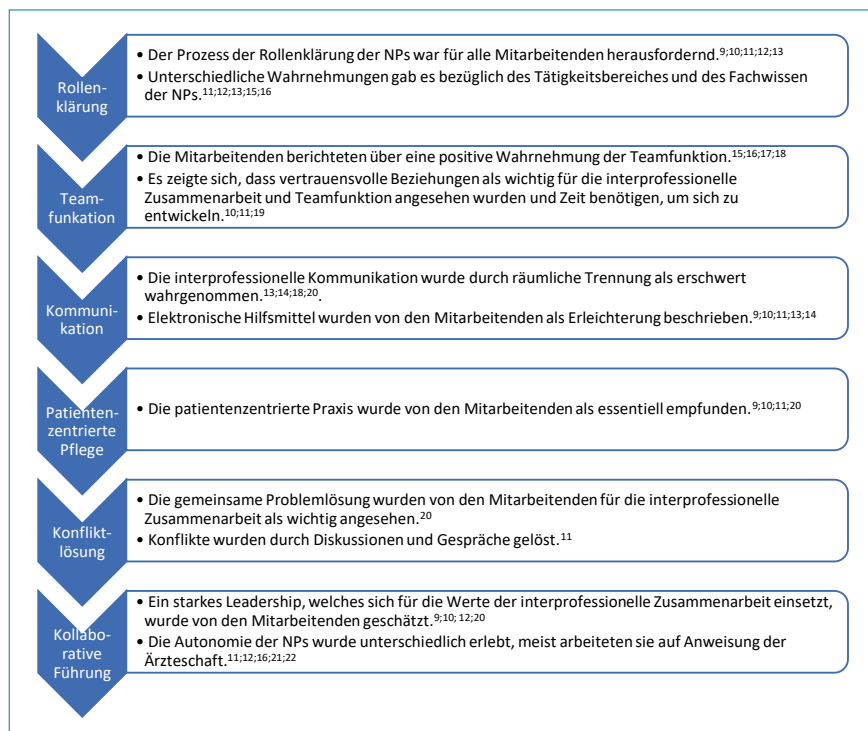 Rollen-
klärung
• Der Prozess der Rollenklärung der NPs war für alle Mitarbeitenden herausfordernd.9;10;11;12;13
• Unterschiedliche Wahrnehmungen gab es bezüglich des Tätigkeitsbereiches und des Fachwissen
der NPs.11;12;13;15;16
Team-
funkation
• Die Mitarbeitenden berichteten über eine positive Wahrnehmung der Teamfunktion.15;16;17;18
• Es zeigte sich, dass vertrauensvolle Beziehungen als wichtig für die interprofessionelle
Zusammenarbeit und Teamfunktion angesehen wurden und Zeit benötigen, um sich zu
entwickeln.10;11;19
Kommuni-
kation
• Die interprofessionelle Kommunikation wurde durch räumliche Trennung als erschwert
wahrgenommen.13;14;18;20.
• Elektronische Hilfsmittel wurden von den Mitarbeitenden als Erleichterung beschrieben.9;10;11;13;14
Patienten-
zentrierte
Pflege
• Die patientenzentrierte Praxis wurde von den Mitarbeitenden als essentiell empfunden.9;10;11;20
Konflikt-
lösung
• Die gemeinsame Problemlösung wurden von den Mitarbeitenden für die interprofessionelle
Zusammenarbeit als wichtig angesehen.20
• Konflikte wurden durch Diskussionen und Gespräche gelöst.11
Kollabo-
rative
Führung
• Ein starkes Leadership, welches sich für die Werte der interprofessionelle Zusammenarbeit einsetzt,
wurde von den Mitarbeitenden geschätzt.9;10; 12;20
• Die Autonomie der NPs wurde unterschiedlich erlebt, meist arbeiteten sie auf Anweisung der
Ärzteschaft.11;12;16;21;22